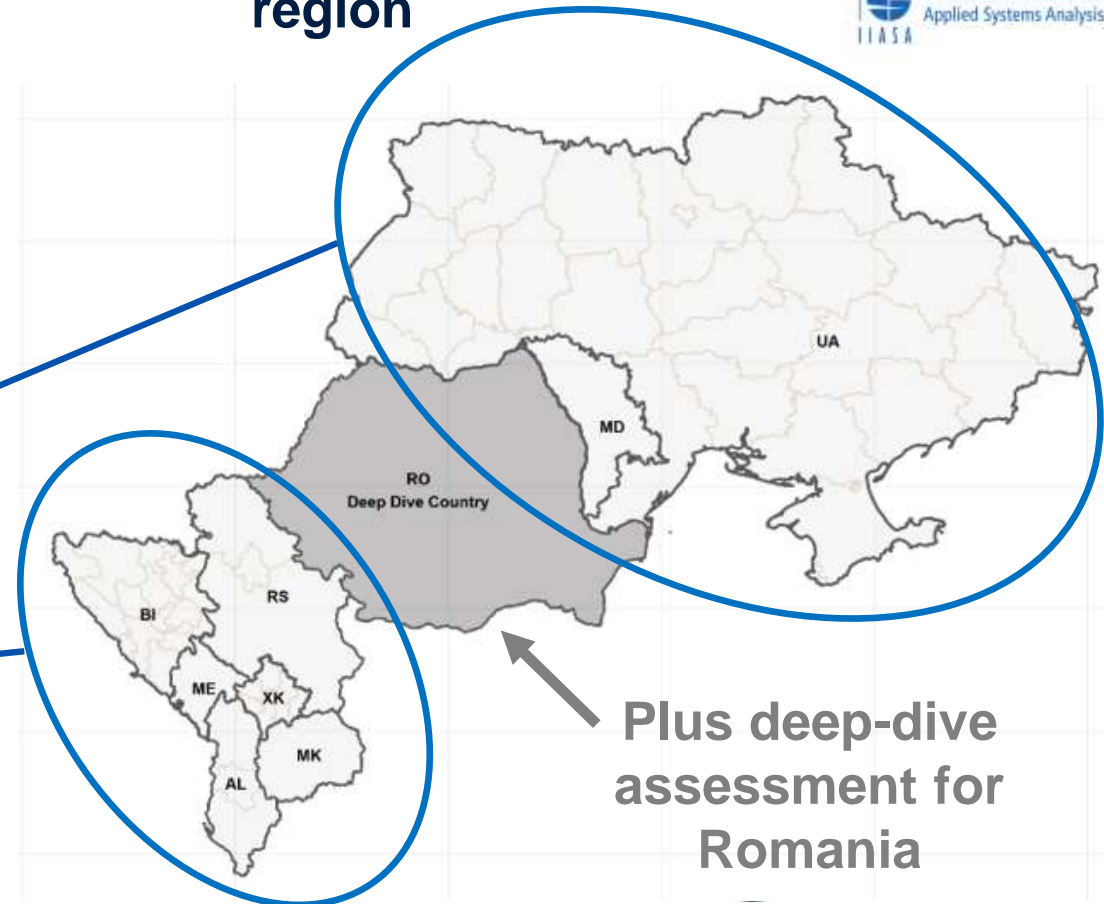 region
Applied Systems Analysis
IIASA
UA
MD
RO
Deep Dive Country
RS
BI
ME
XK
MK
AL
Plus deep-dive
assessment for
Romania